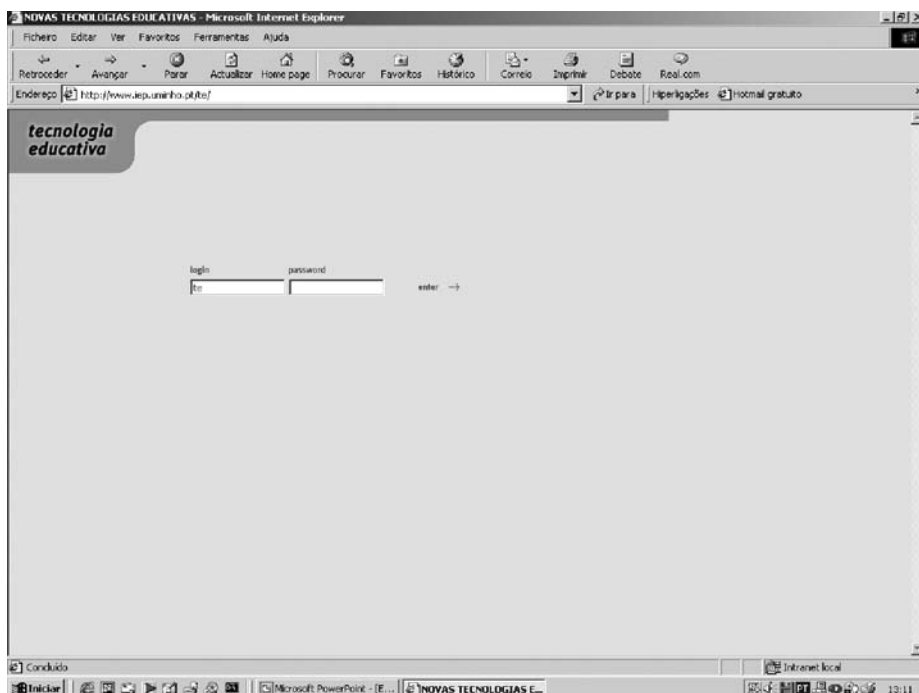 NOVAS TECNOLOGIAS EDUCATIVAS - Microsoft Internet Explorer
Ficheiro Editar Ver Favoritos Ferramentas Ajuda
Retroceder Avançar Parar Actualizar Home page Procurar Favoritos Histórico Correio Imprimir Debate Real.com
Endereço http://www.iep.uminho.pt/te/ Ir para Hiperligações Hotmail gratuito
tecnologia
educativa
login password
te enter →
Concluído Intranet local
Iniciar Microsoft PowerPoint - [E... NOVAS TECNOLOGIAS E... 13:11